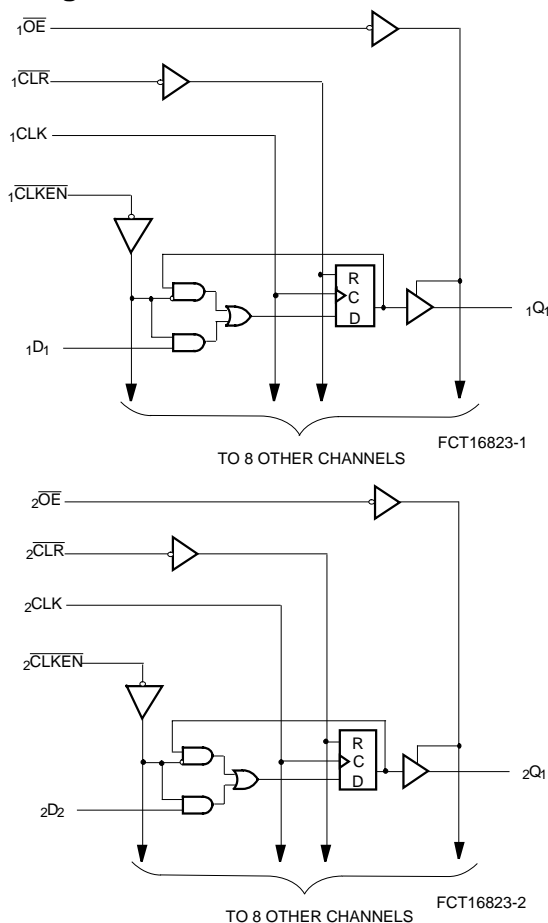 1OE
1CLR
1CLK
1CLKEN
R
C
D
1D1
1Q1
FCT16823-1
TO 8 OTHER CHANNELS
2OE
2CLR
2CLK
2CLKEN
R
C
D
2D2
2Q1
FCT16823-2
TO 8 OTHER CHANNELS